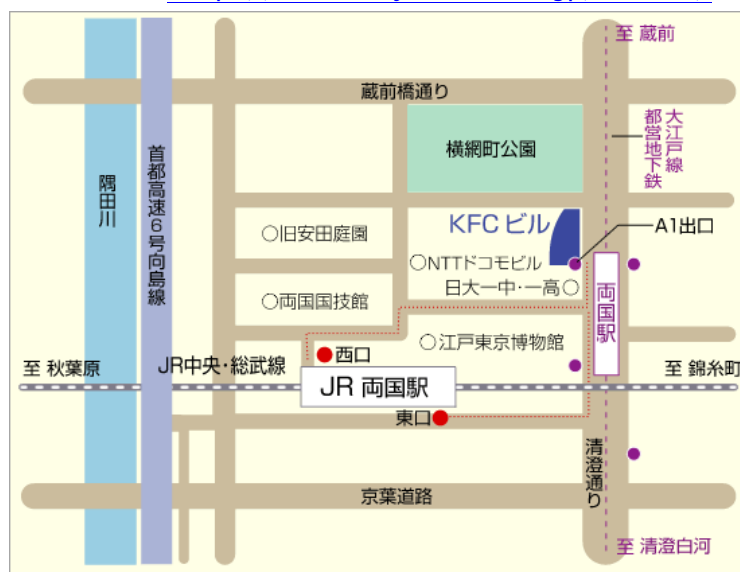 至 蔵前
蔵前橋通り
大江戸線
都営地下鉄
横網町公園
首都高速6号向島線
隅田川
KFC ビル
A1出口
○旧安田庭園
○NTTドコモビル
日大一中・一高○
両国駅
○両国国技館
○江戸東京博物館
西口
至 秋葉原
JR中央・総武線
至 錦糸町
JR 両国駅
東口
清澄通り
京葉道路
至 清澄白河